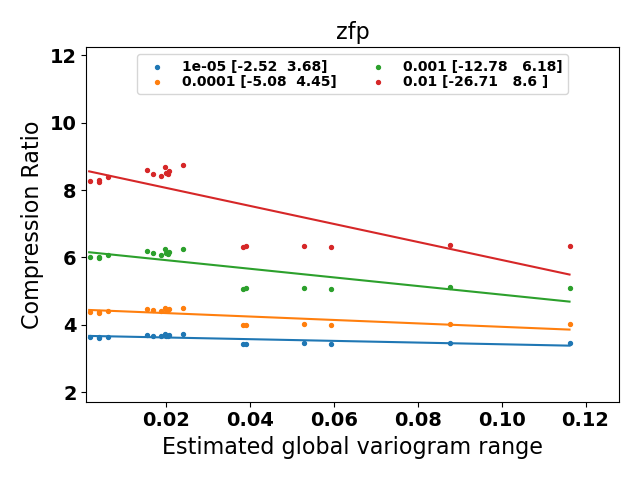 zfp
1e-05 [-2.52  3.68]
0.0001 [-5.08  4.45]
0.001 [-12.78   6.18]
0.01 [-26.71   8.6 ]
Compression Ratio
12
10
8
6
4
2
0.02 0.04 0.06 0.08 0.10 0.12
Estimated global variogram range